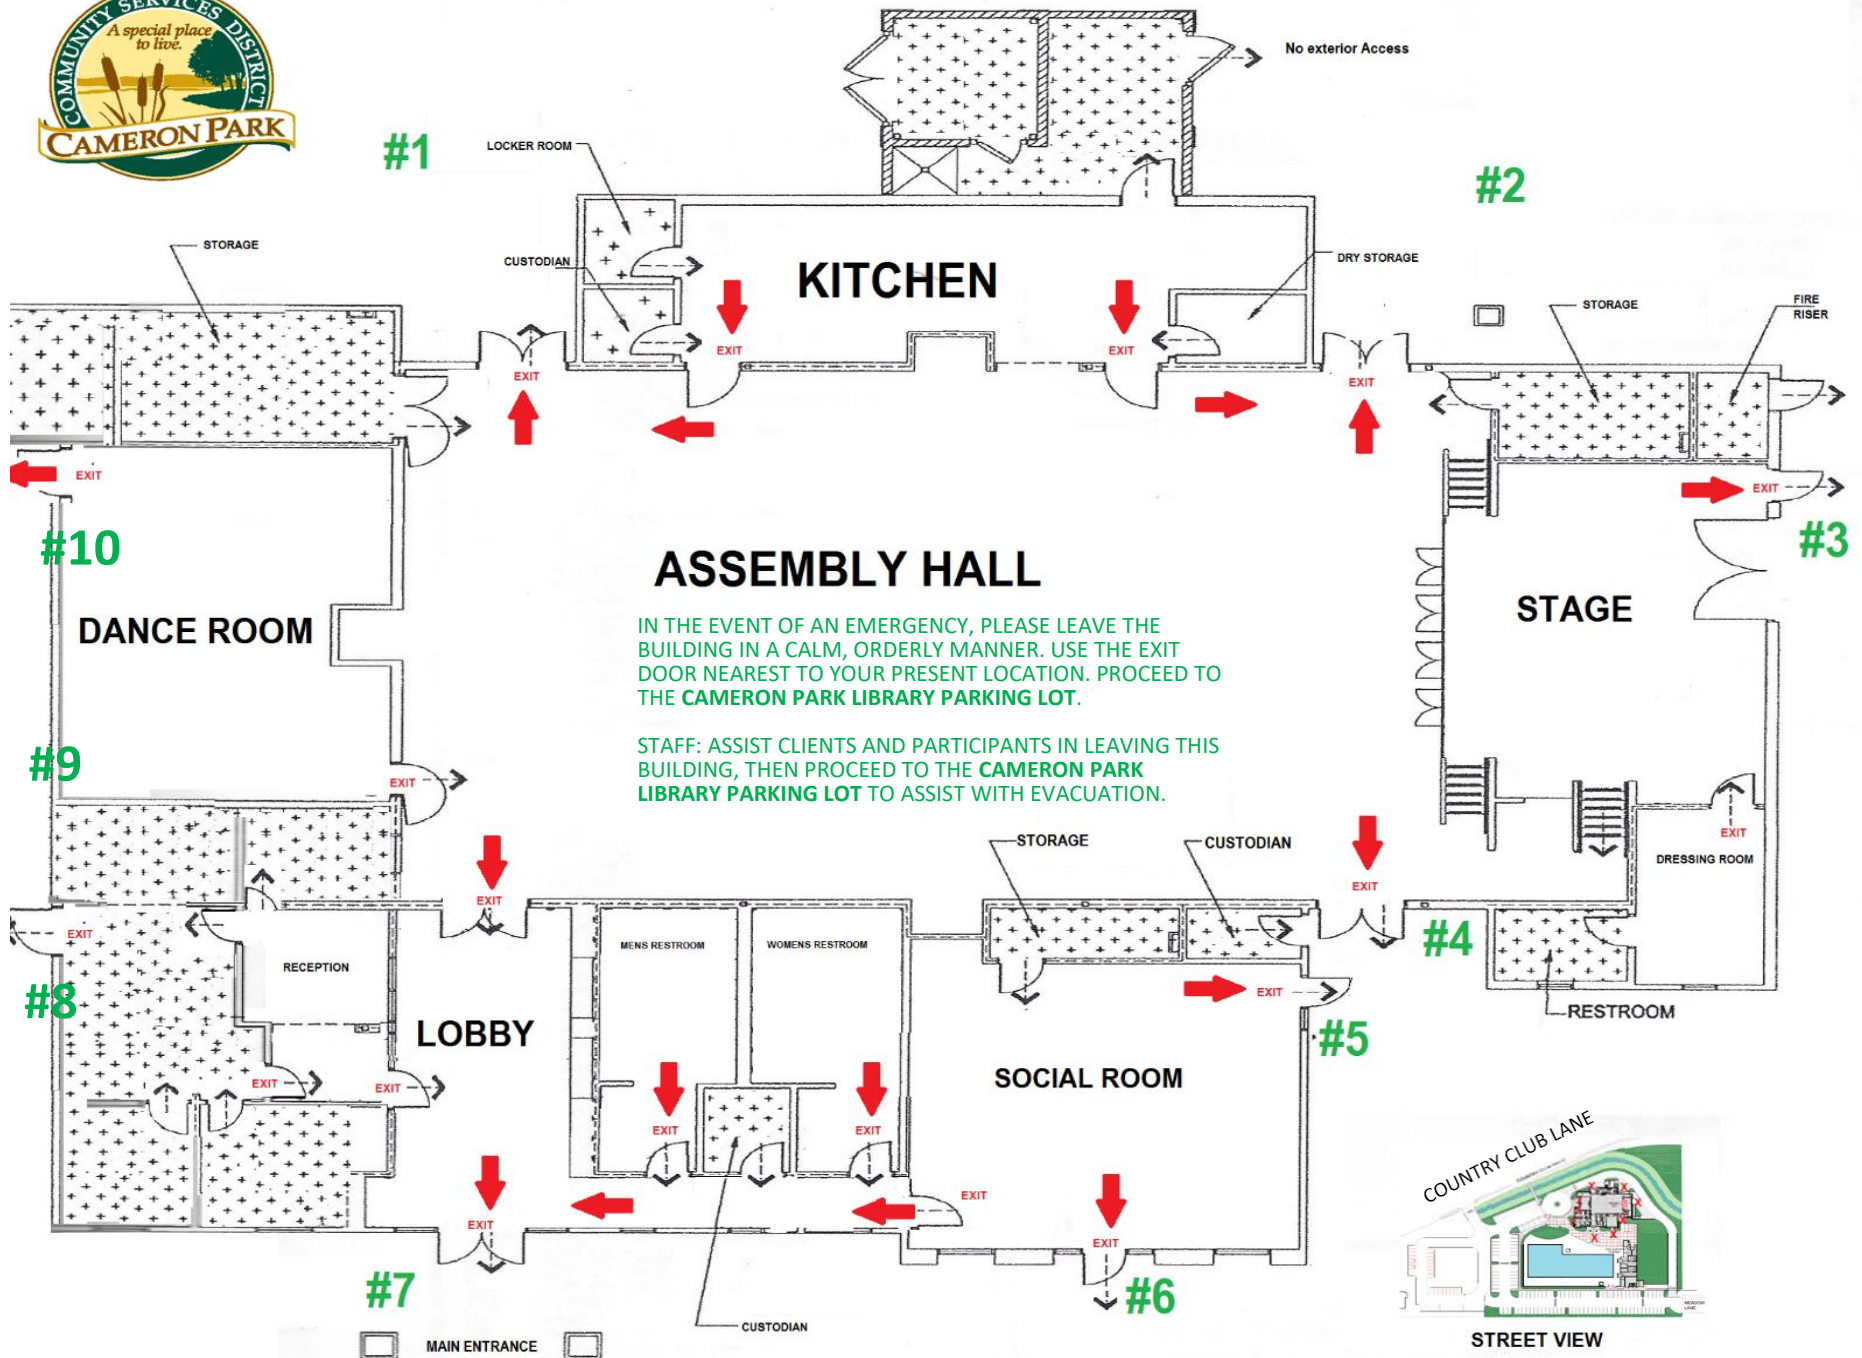 COMMUNITY SERVICES DISTRICT
A special place
to live.
CAMERON PARK
No exterior Access
#1
LOCKER ROOM
#2
STORAGE
CUSTODIAN
KITCHEN
DRY STORAGE
STORAGE
FIRE
RISER
EXIT
EXIT
EXIT
EXIT
EXIT
EXIT
#10
#3
ASSEMBLY HALL
DANCE ROOM
STAGE
IN THE EVENT OF AN EMERGENCY, PLEASE LEAVE THE
BUILDING IN A CALM, ORDERLY MANNER. USE THE EXIT
DOOR NEAREST TO YOUR PRESENT LOCATION. PROCEED TO
THE CAMERON PARK LIBRARY PARKING LOT.
STAFF: ASSIST CLIENTS AND PARTICIPANTS IN LEAVING THIS
BUILDING, THEN PROCEED TO THE CAMERON PARK
LIBRARY PARKING LOT TO ASSIST WITH EVACUATION.
#9
EXIT
EXIT
STORAGE
CUSTODIAN
DRESSING ROOM
EXIT
EXIT
EXIT
MENS RESTROOM
WOMENS RESTROOM
#4
RECEPTION
#8
EXIT
RESTROOM
LOBBY
#5
SOCIAL ROOM
EXIT
EXIT
EXIT
EXIT
COUNTRY CLUB LANE
EXIT
EXIT
EXIT
#7
#6
MEADOW
LANE
CUSTODIAN
MAIN ENTRANCE
STREET VIEW